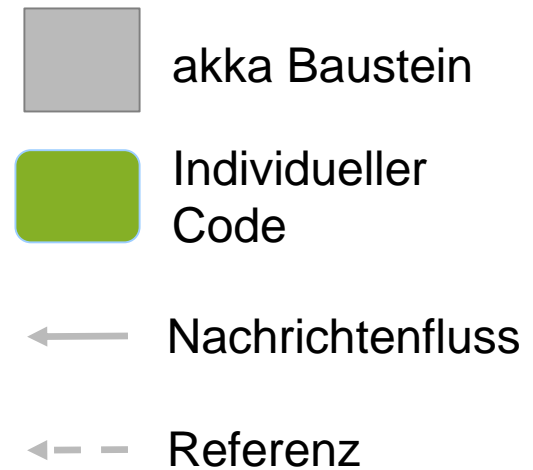 akka Baustein
Individueller
Code
Nachrichtenfluss
Referenz